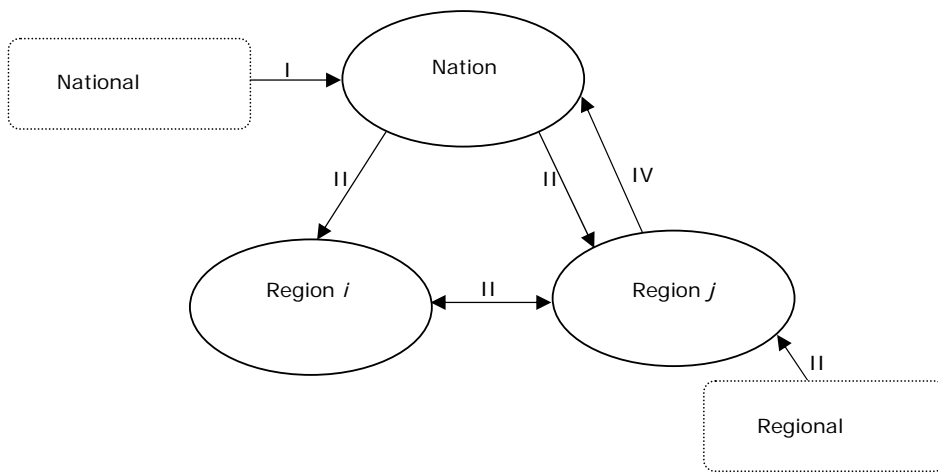 Nation
National
I
II
II
IV
Region i
II
Region j
II
Regional